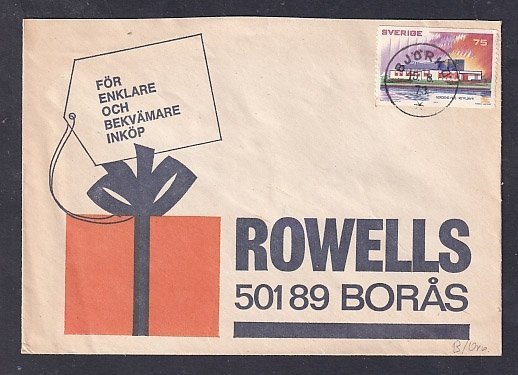 FÖR
ENKLARE
OCH
BEKVÄMARE
INKÖP
SVERIGE 75
ROWELLS
501 89 BORÅS